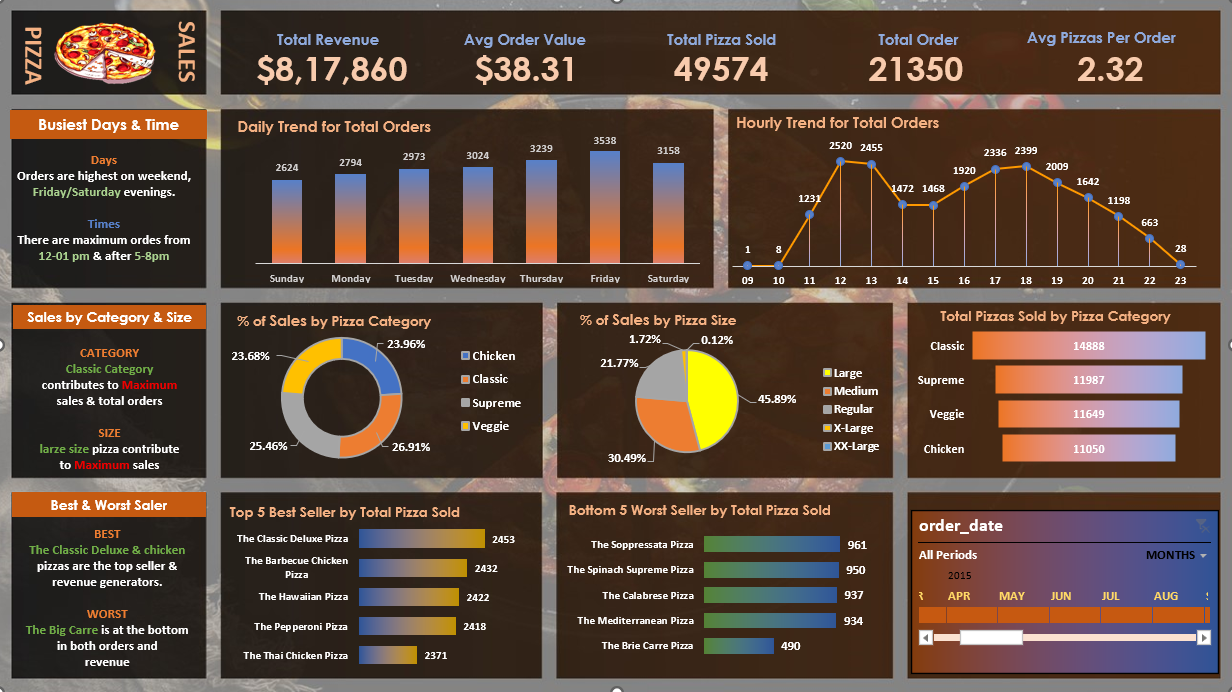 PIZZA
SALES
Total Revenue
$8,17,860
Avg Order Value
$38.31
Total Pizza Sold
49574
Total Order
21350
Avg Pizzas Per Order
2.32
Busiest Days & Time
Days
Orders are highest on weekend,
Friday/Saturday evenings.
Times
There are maximum ordes from
12-01 pm & after 5-8pm
Daily Trend for Total Orders
2624 2794 2973 3024 3239 3538 3158
Sunday Monday Tuesday Wednesday Thursday Friday Saturday
Hourly Trend for Total Orders
1 8 1231 2520 2455 1472 1468 1920 2336 2399 2009 1642 1198 663 28
09 10 11 12 13 14 15 16 17 18 19 20 21 22 23
Sales by Category & Size
CATEGORY
Classic Category
contributes to Maximum
sales & total orders
SIZE
larze size pizza contribute
to Maximum sales
% of Sales by Pizza Category
23.68%
23.96%
25.46%
26.91%
Chicken
Classic
Supreme
Veggie
% of Sales by Pizza Size
1.72%
0.12%
21.77%
45.89%
30.49%
Large
Medium
Regular
X-Large
XX-Large
Total Pizzas Sold by Pizza Category
Classic 14888
Supreme 11987
Veggie 11649
Chicken 11050
Best & Worst Saler
BEST
The Classic Deluxe & chicken
pizzas are the top seller &
revenue generators.
WORST
The Big Carre is at the bottom
in both orders and
revenue
Top 5 Best Seller by Total Pizza Sold
The Classic Deluxe Pizza 2453
The Barbecue Chicken
Pizza 2432
The Hawaiian Pizza 2422
The Pepperoni Pizza 2418
The Thai Chicken Pizza 2371
Bottom 5 Worst Seller by Total Pizza Sold
The Soppressata Pizza 961
The Spinach Supreme Pizza 950
The Calabrese Pizza 937
The Mediterranean Pizza 934
The Brie Carre Pizza 490
order_date
All Periods MONTHS
2015
APR MAY JUN JUL AUG